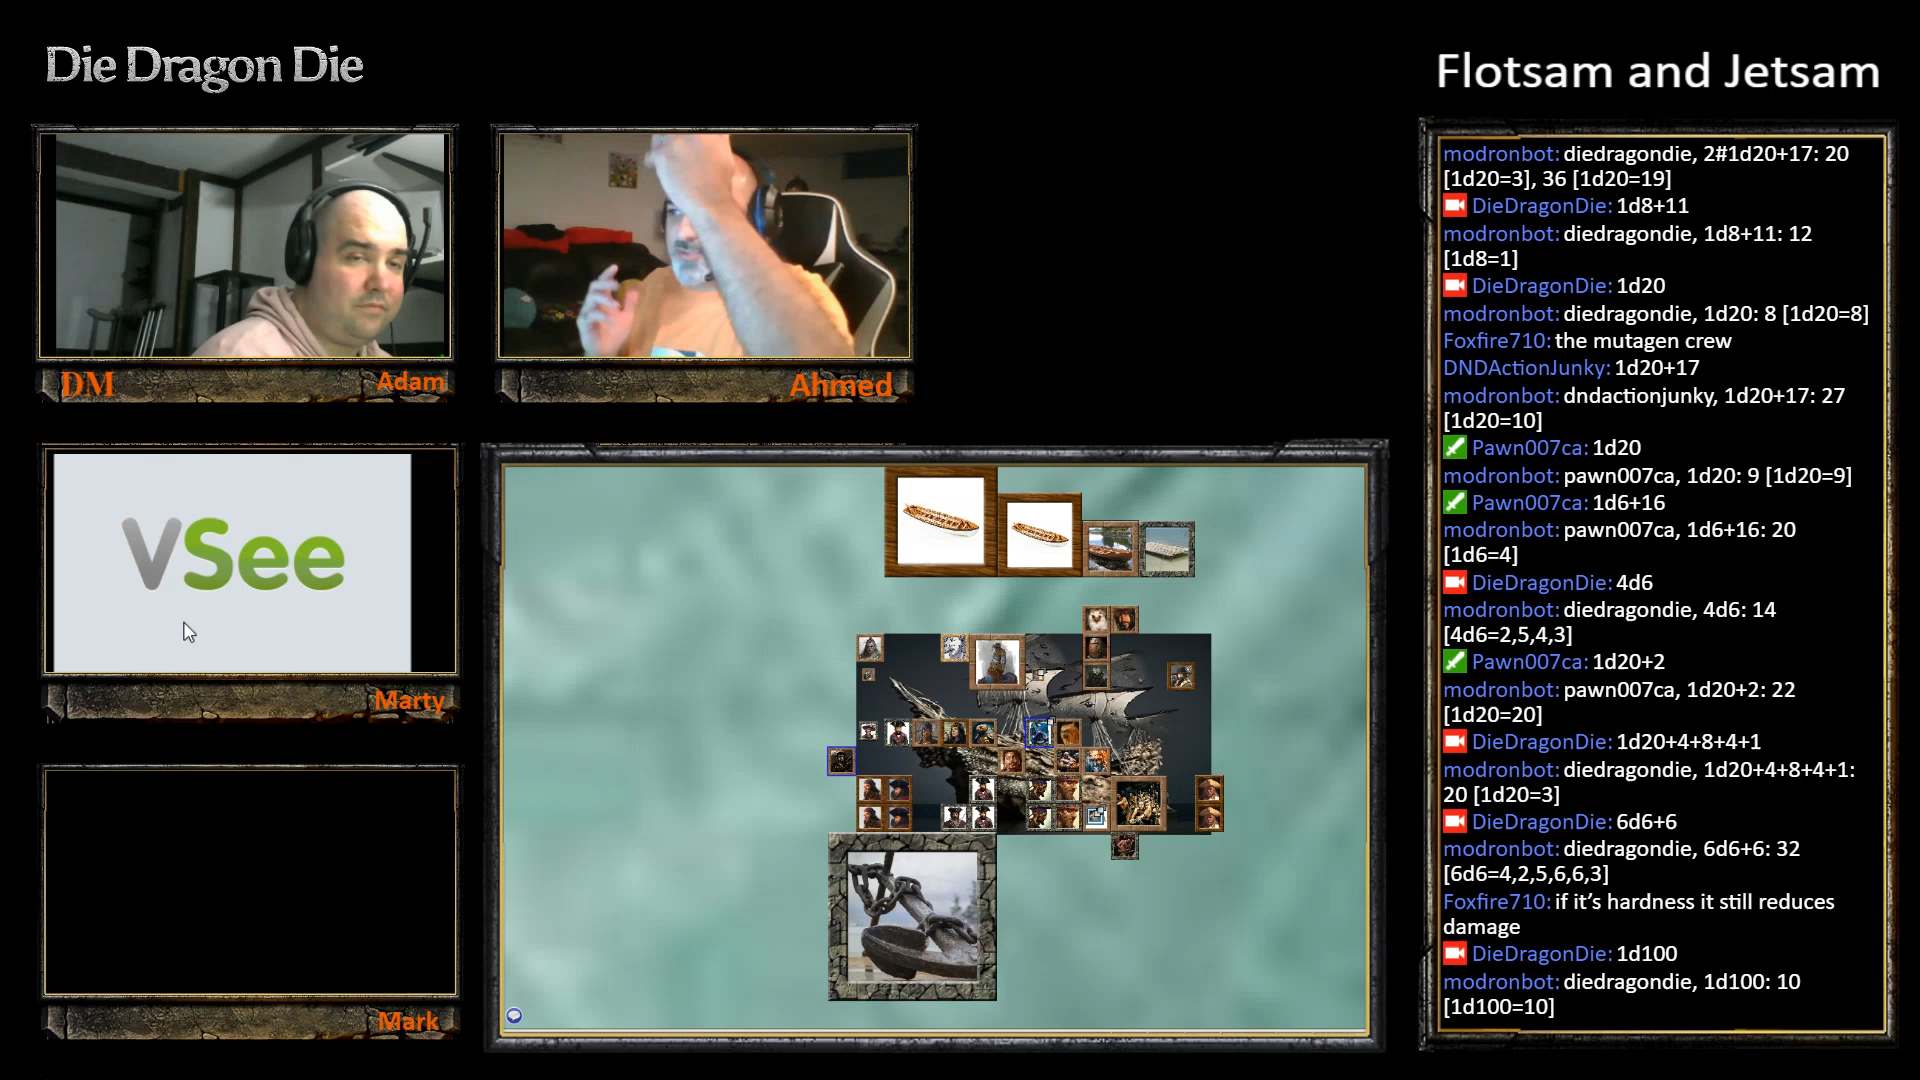 Die Dragon Die
Flotsam and Jetsam
DM
Adam
Ahmed
VSee
Marty
Mark
modronbot: diedragondie, 2#1d20+17: 20
[1d20=3], 36 [1d20=19]
DieDragonDie: 1d8+11
modronbot: diedragondie, 1d8+11: 12
[1d8=1]
DieDragonDie: 1d20
modronbot: diedragondie, 1d20: 8 [1d20=8]
Foxfire710: the mutagen crew
DNDActionJunky: 1d20+17
modronbot: dndactionjunky, 1d20+17: 27
[1d20=10]
Pawn007ca: 1d20
modronbot: pawn007ca, 1d20: 9 [1d20=9]
Pawn007ca: 1d6+16
modronbot: pawn007ca, 1d6+16: 20
[1d6=4]
DieDragonDie: 4d6
modronbot: diedragondie, 4d6: 14
[4d6=2,5,4,3]
Pawn007ca: 1d20+2
modronbot: pawn007ca, 1d20+2: 22
[1d20=20]
DieDragonDie: 1d20+4+8+4+1
modronbot: diedragondie, 1d20+4+8+4+1:
20 [1d20=3]
DieDragonDie: 6d6+6
modronbot: diedragondie, 6d6+6: 32
[6d6=4,2,5,6,6,3]
Foxfire710: if it's hardness it still reduces
damage
DieDragonDie: 1d100
modronbot: diedragondie, 1d100: 10
[1d100=10]